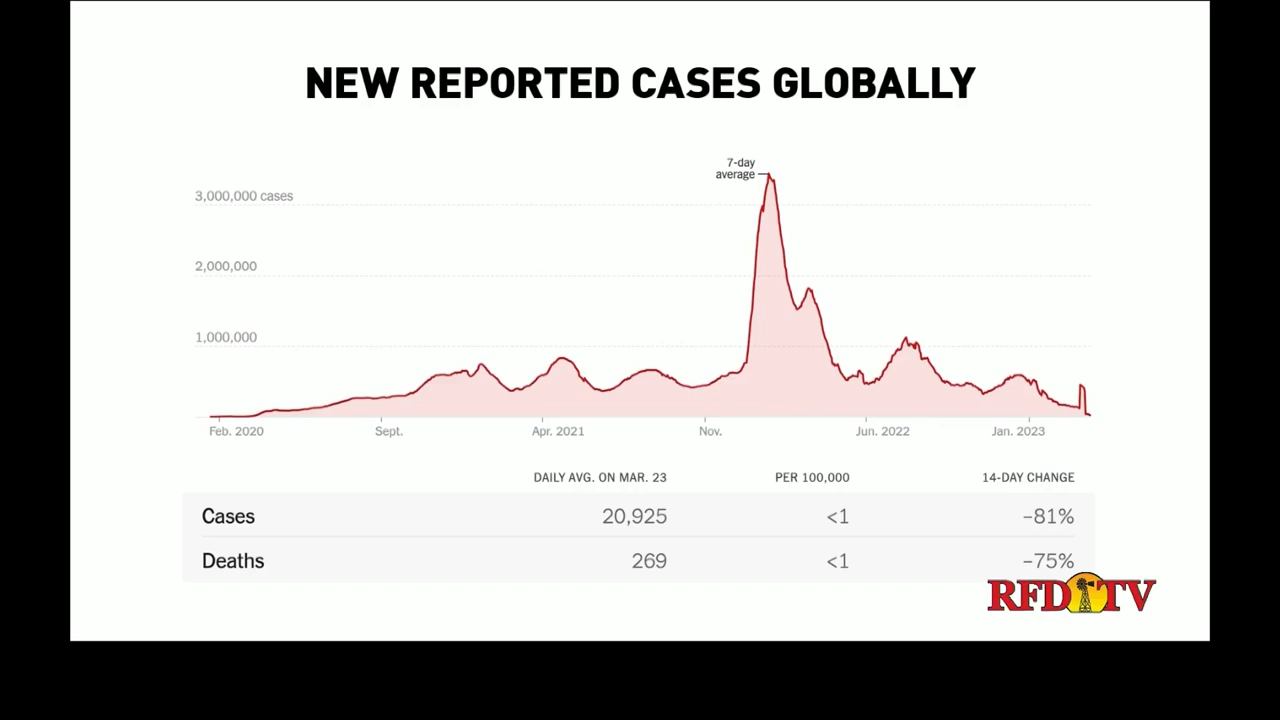 NEW REPORTED CASES GLOBALLY
7-day
average
3,000,000 cases
2,000,000
1,000,000
Feb. 2020 Sept. Apr. 2021 Nov. Jun. 2022 Jan. 2023
DAILY AVG. ON MAR. 23 PER 100,000 14-DAY CHANGE
Cases 20,925 <1 –81%
Deaths 269 <1 –75%
RFD TV